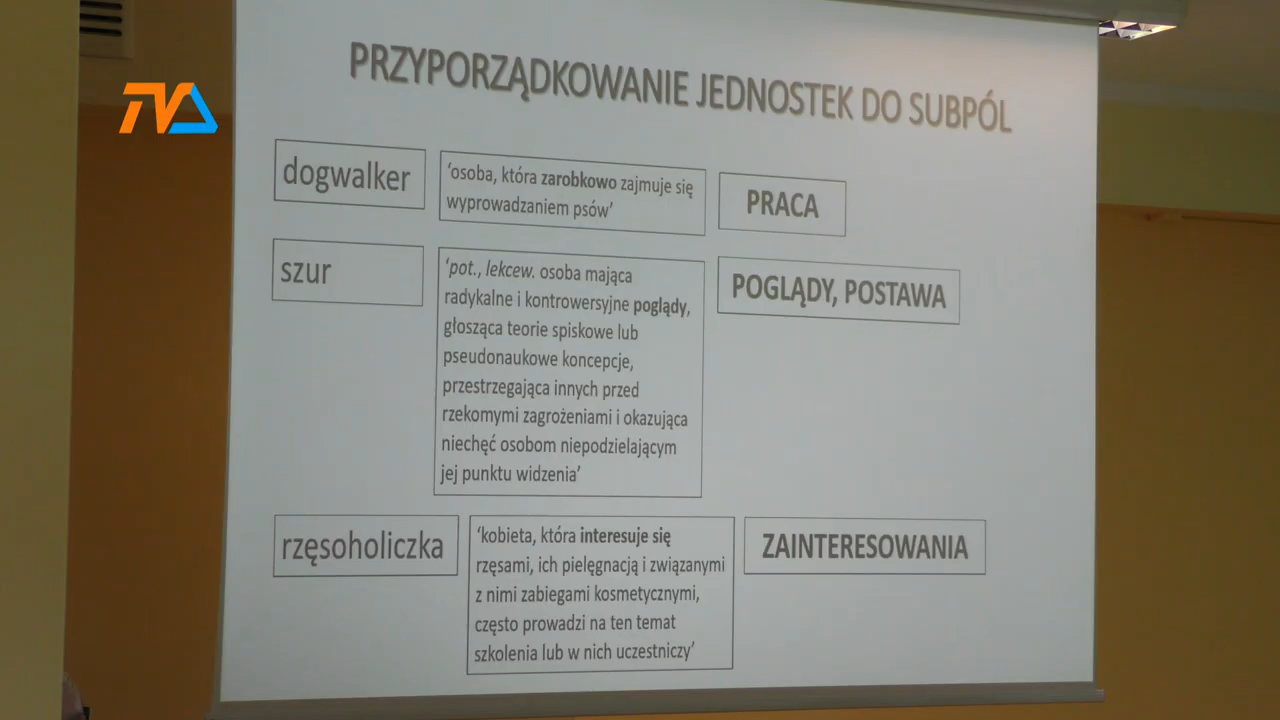 TVA
PRZYPORZĄDKOWANIE JEDNOSTEK DO SUBPÓL
dogwalker
‘osoba, która zarobkowo zajmuje się
wyprowadzaniem psów’
PRACA
szur
‘pot., lekcew. osoba mająca
radykalne i kontrowersyjne poglądy,
głosząca teorie spiskowe lub
pseudonaukowe koncepcje,
przestrzegająca innych przed
rzekomymi zagrożeniami i okazująca
niechęć osobom niepodzielającym
jej punktu widzenia’
POGLĄDY, POSTAWA
rzęsoholiczka
‘kobieta, która interesuje się
rzęsami, ich pielęgnacją i związanymi
z nimi zabiegami kosmetycznymi,
często prowadzi na ten temat
szkolenia lub w nich uczestniczy’
ZAINTERESOWANIA